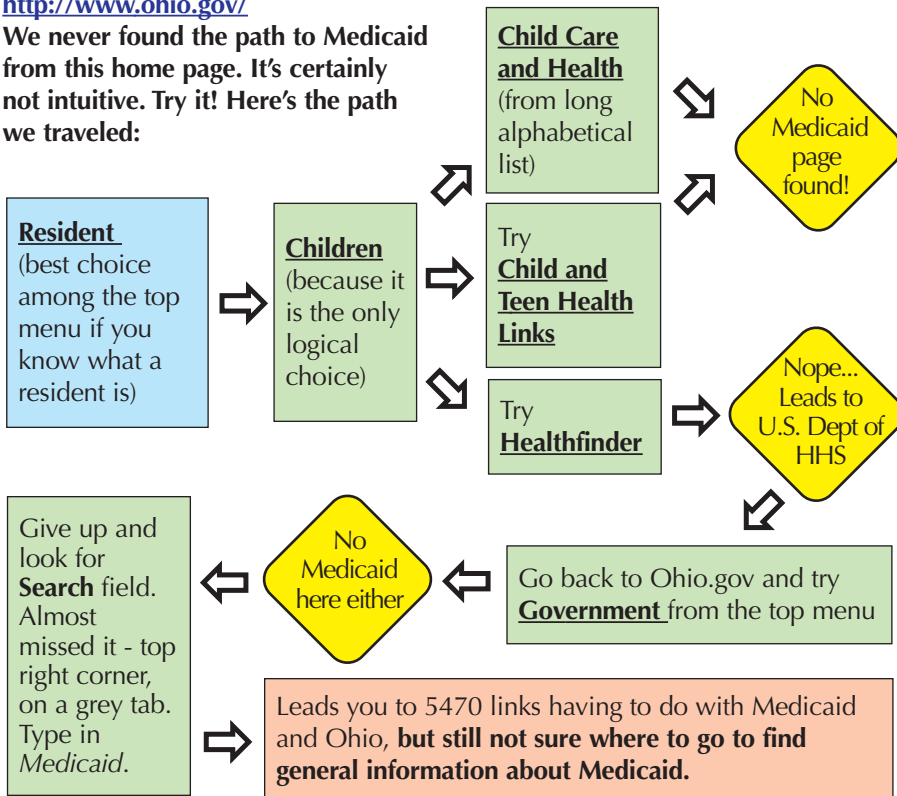 http://www.ohio.gov/
We never found the path to Medicaid
from this home page. It's certainly
not intuitive. Try it! Here's the path
we traveled:
Resident
(best choice
among the top
menu if you
know what a
resident is)
Children
(because it
is the only
logical
choice)
Child Care
and Health
(from long
alphabetical
list)
Try
Child and
Teen Health
Links
No
Medicaid
page
found!
Try
Healthfinder
Nope...
Leads to
U.S. Dept of
HHS
Go back to Ohio.gov and try
Government from the top menu
No
Medicaid
here either
Give up and
look for
Search field.
Almost
missed it - top
right corner,
on a grey tab.
Type in
Medicaid.
Leads you to 5470 links having to do with Medicaid
and Ohio, but still not sure where to go to find
general information about Medicaid.